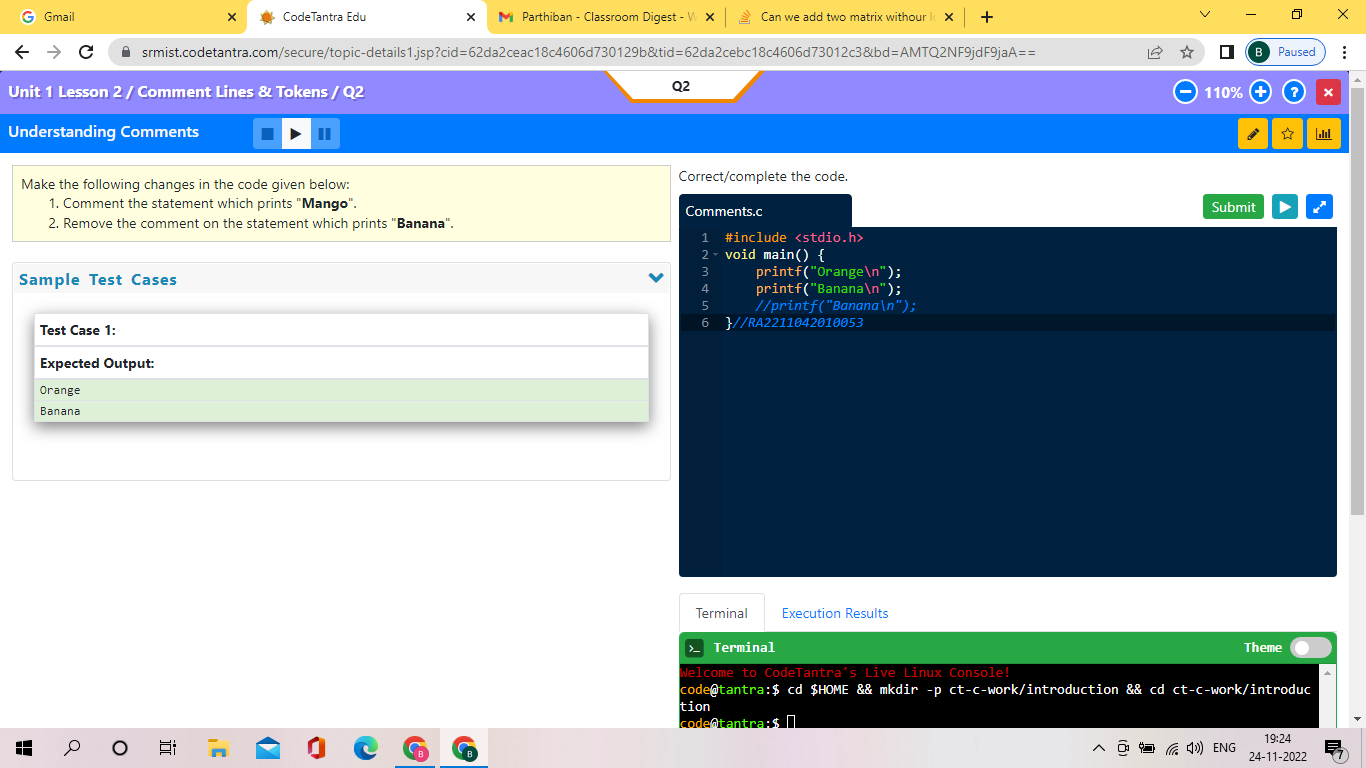 Gmail
CodeTantra Edu
Parthiban - Classroom Digest - W
Can we add two matrix withour l
srmist.codetantra.com/secure/topic-details1.jsp?cid=62da2ceac18c4606d730129b&tid=62da2cebc18c4606d73012c3&bd=AMTQ2NF9jdF9jaA==
B Paused
Unit 1 Lesson 2 / Comment Lines & Tokens / Q2
Q2
110%
?
Understanding Comments
Make the following changes in the code given below:
1. Comment the statement which prints "Mango".
2. Remove the comment on the statement which prints "Banana".
Sample Test Cases
Test Case 1:
Expected Output:
Orange
Banana
Correct/complete the code.
Comments.c
Submit
1 #include <stdio.h>
2 void main() {
3 printf("Orange\n");
4 printf("Banana\n");
5 //printf("Banana\n");
6 }//RA2211042010053
Terminal
Execution Results
>_ Terminal
Theme
Welcome to CodeTantra's Live Linux Console!
code@tantra:$ cd $HOME && mkdir -p ct-c-work/introduction && cd ct-c-work/introduc
tion
code@tantra:$
B
B
ENG
19:24
24-11-2022
7